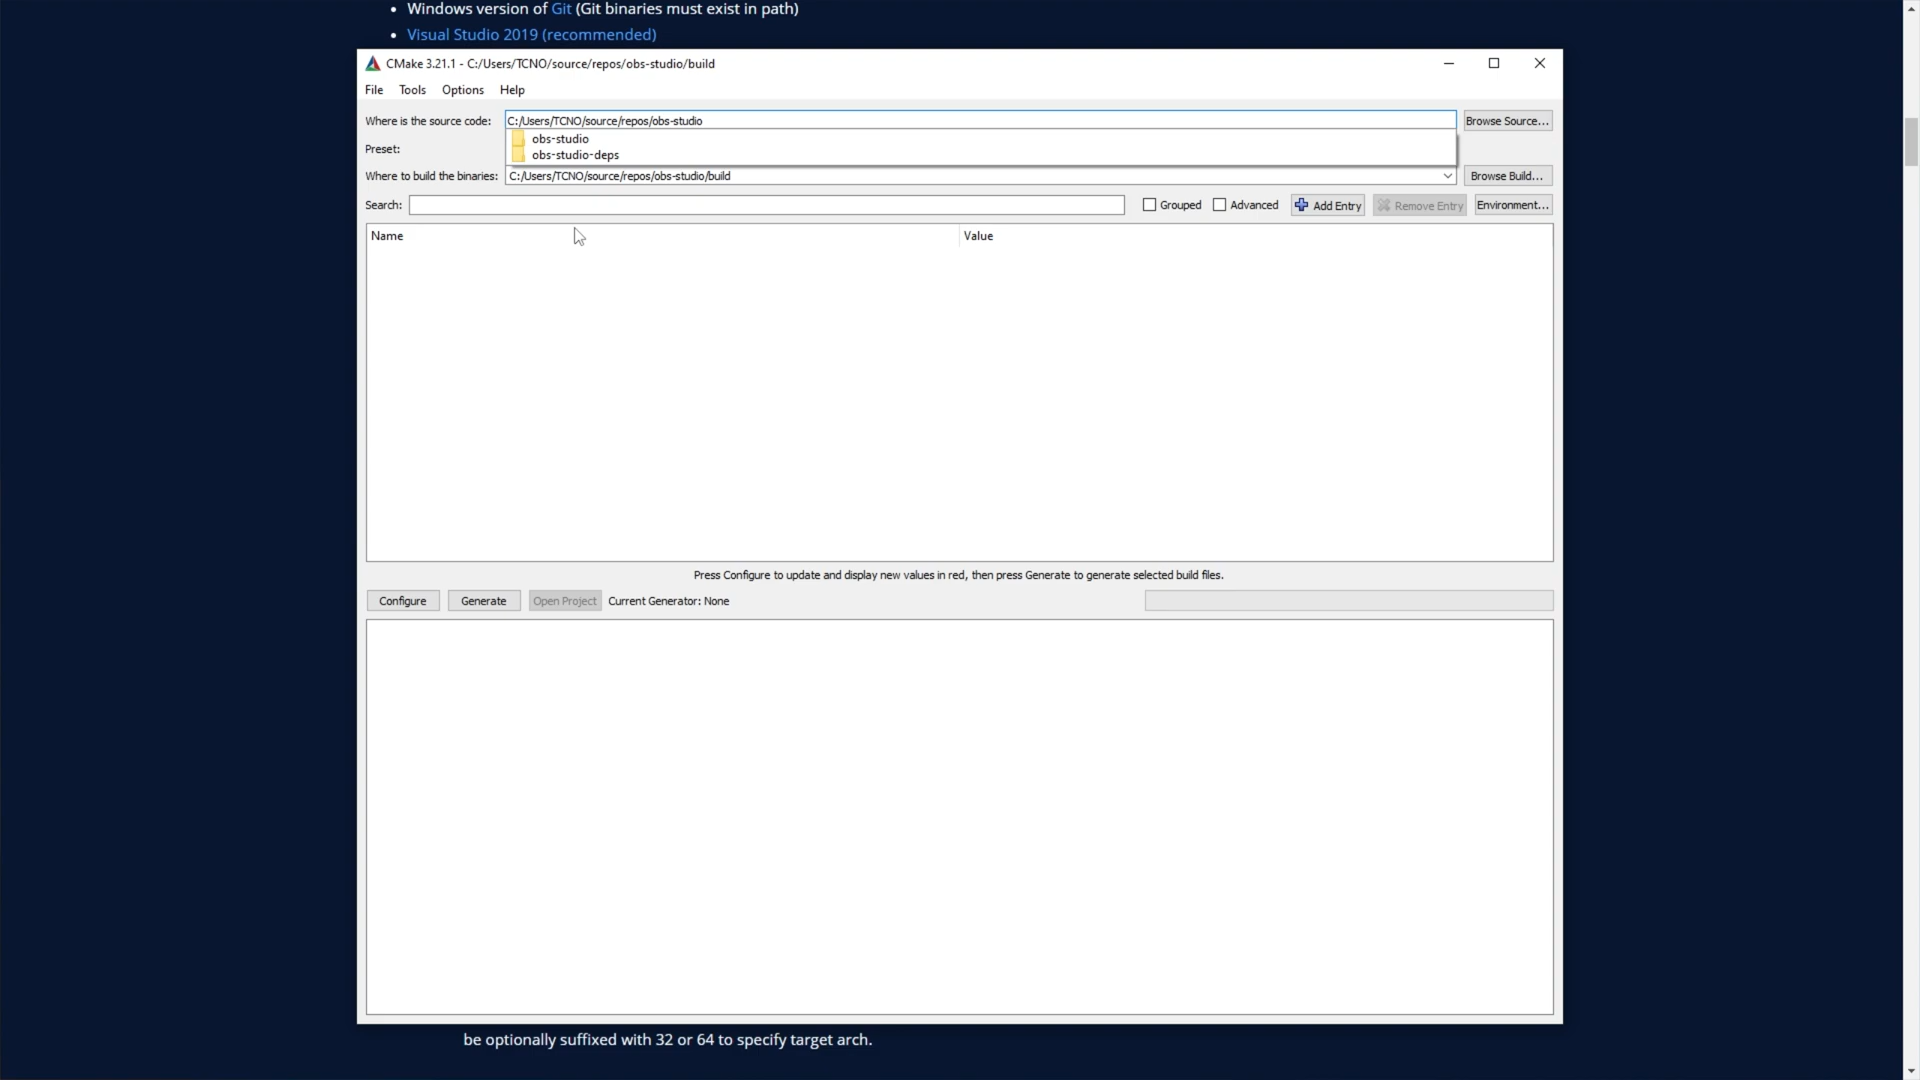 • Windows version of Git (Git binaries must exist in path)
• Visual Studio 2019 (recommended)
CMake 3.21.1 - C:/Users/TCNO/source/repos/obs-studio/build
File Tools Options Help
Where is the source code: C:/Users/TCNO/source/repos/obs-studio Browse Source...
obs-studio
Preset:
obs-studio-deps
Where to build the binaries: C:/Users/TCNO/source/repos/obs-studio/build Browse Build...
Search: Grouped Advanced Add Entry Remove Entry Environment...
Name Value
Press Configure to update and display new values in red, then press Generate to generate selected build files.
Configure Generate Open Project Current Generator: None
be optionally suffixed with 32 or 64 to specify target arch.